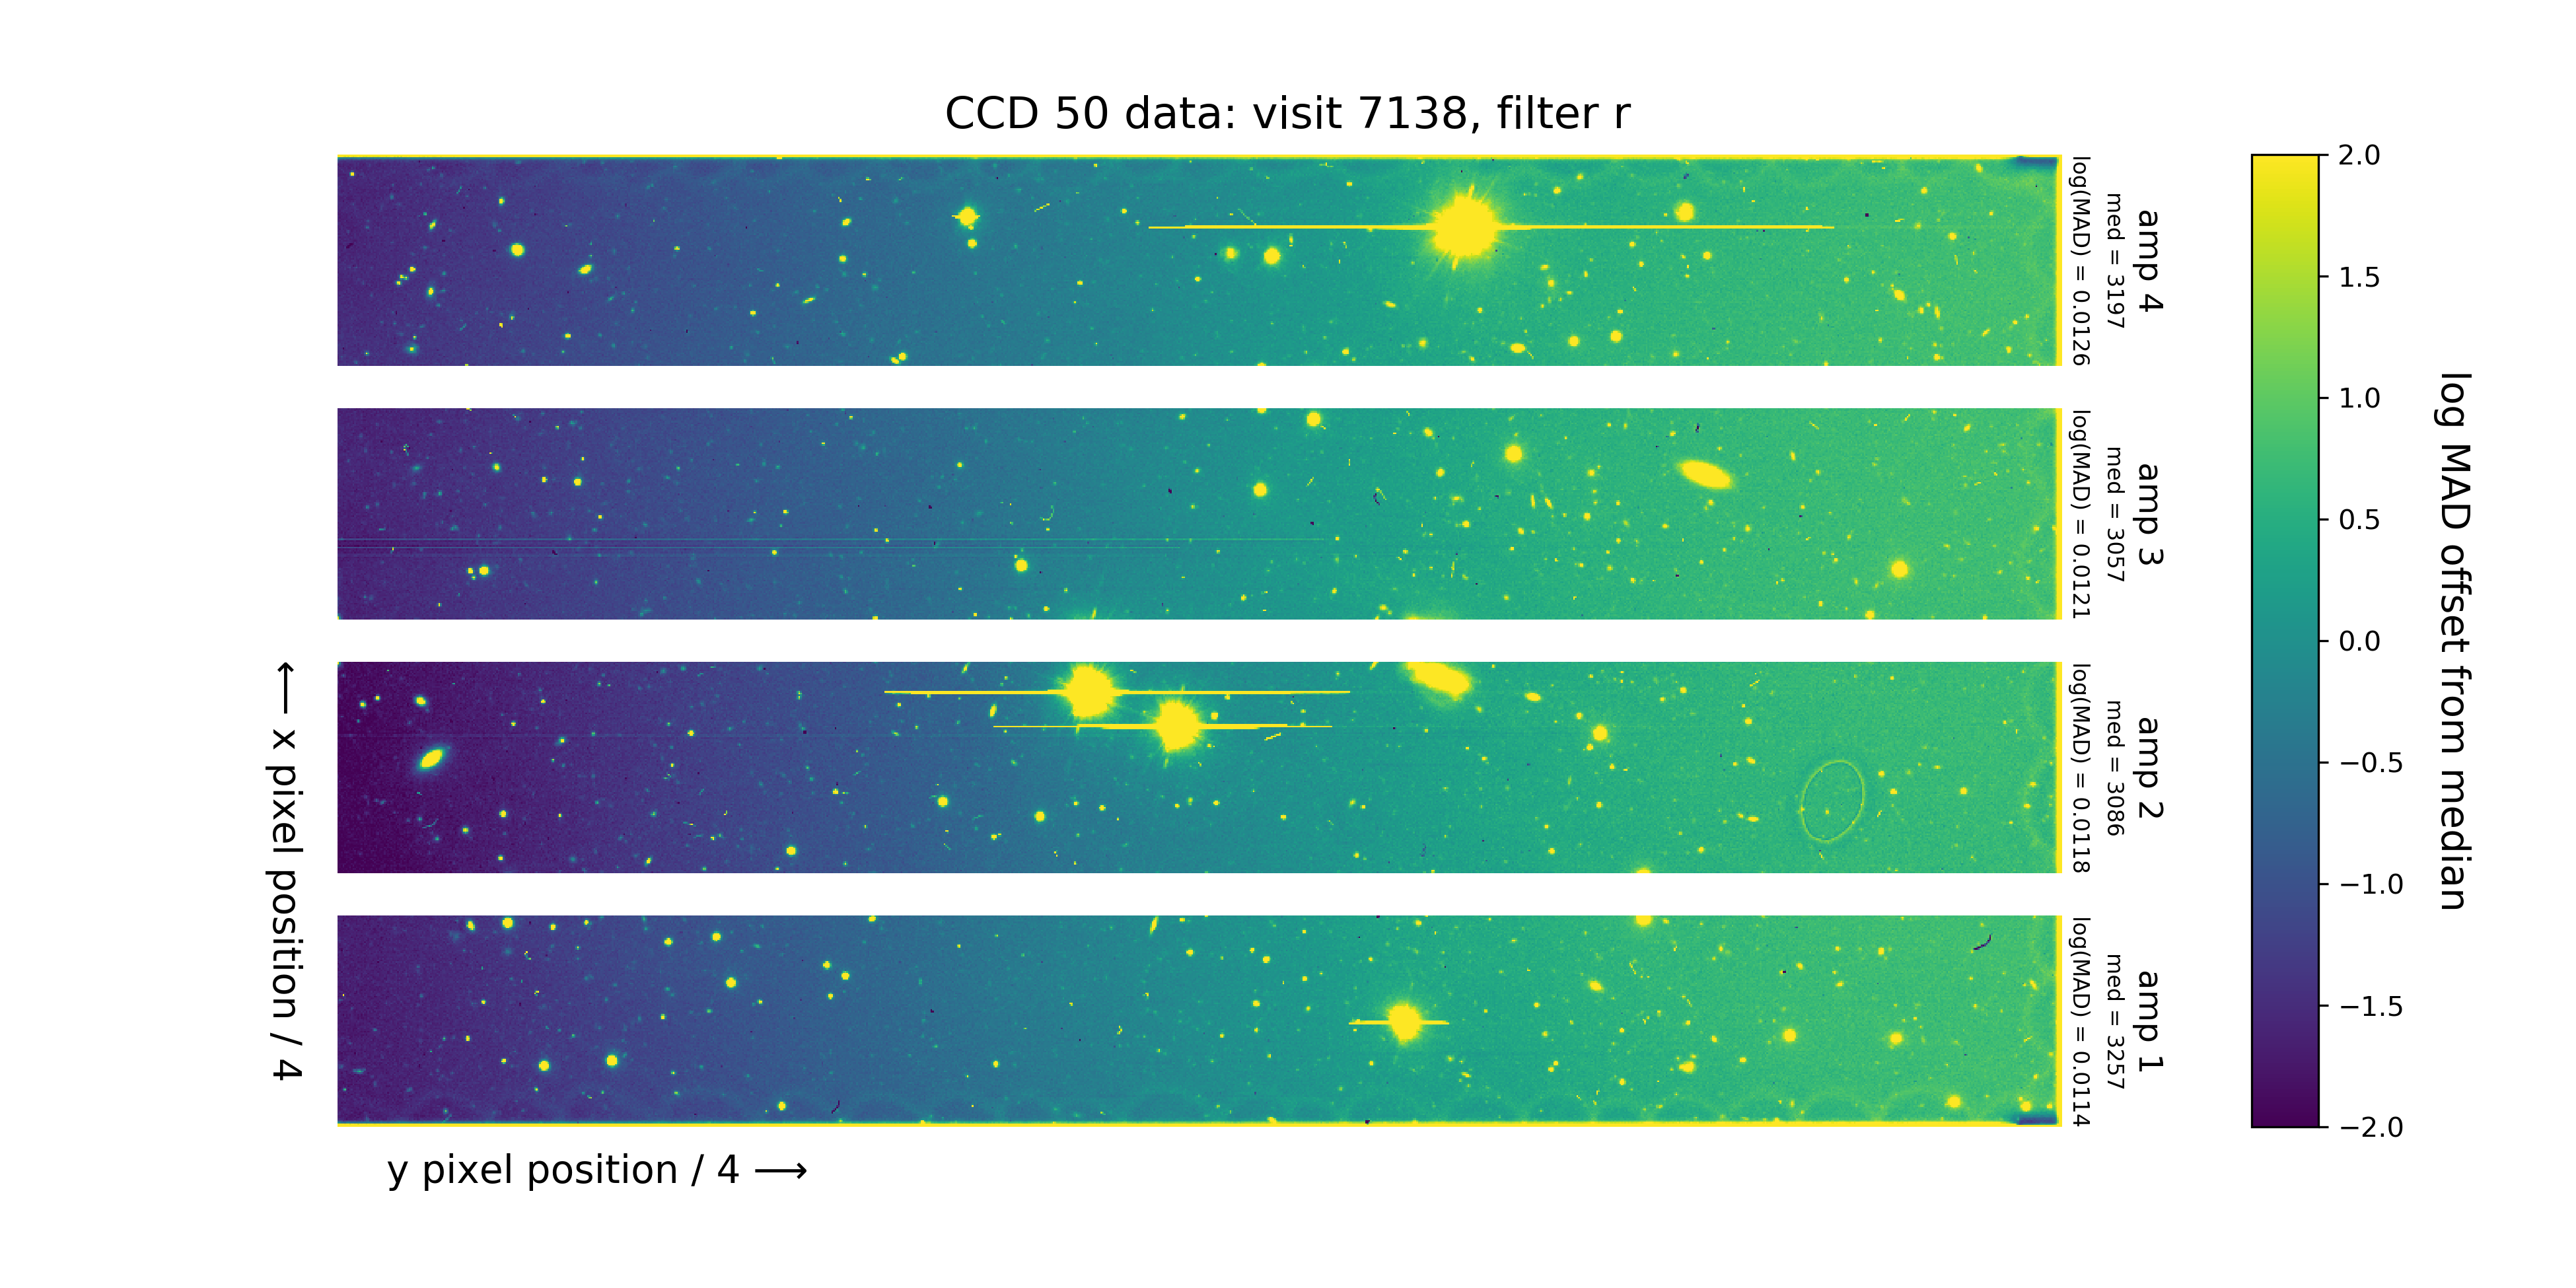 CCD 50 data: visit 7138, filter r
amp 4
med = 3197
log(MAD) = 0.0126
amp 3
med = 3057
log(MAD) = 0.0121
amp 2
med = 3086
log(MAD) = 0.0118
amp 1
med = 3257
log(MAD) = 0.0114
← x pixel position / 4
y pixel position / 4 →
2.0
1.5
1.0
0.5
0.0
−0.5
−1.0
−1.5
−2.0
log MAD offset from median